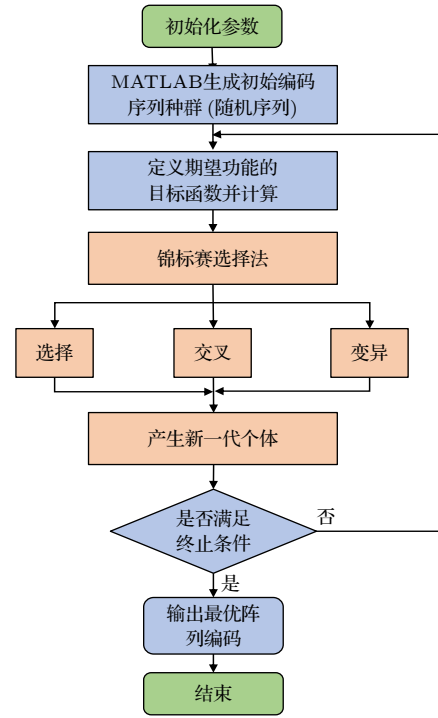 初始化参数
MATLAB生成初始编码
序列种群 (随机序列)
定义期望功能的
目标函数并计算
锦标赛选择法
选择
交叉
变异
产生新一代个体
是否满足
终止条件
否
是
输出最优阵
列编码
结束